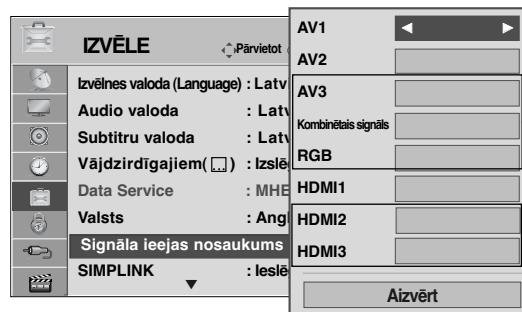 IZVĒLE
Pārvietot
Izvēlnes valoda (Language) : Latv
Audio valoda : Latv
Subtitru valoda : Latv
Vājdzirdīgajiem( ) : Izslē
Data Service : MHE
Valsts : Angl
Signāla ieejas nosaukums
SIMPLINK : Ieslē
▼
AV1 ◄ ►
AV2
AV3
Kombinētais signāls
RGB
HDMI1
HDMI2
HDMI3
Aizvērt